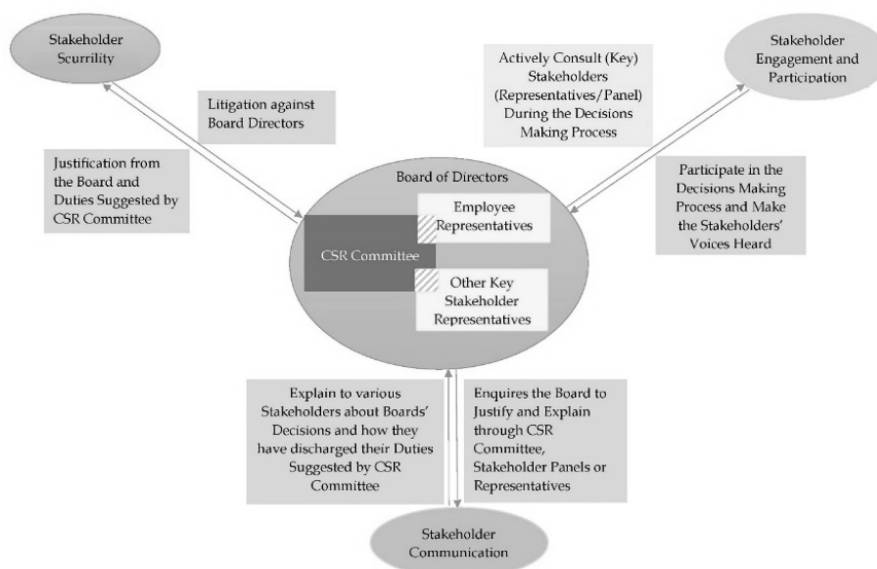 Stakeholder
Scurrility
Litigation against
Board Directors
Justification from
the Board and
Duties Suggested by
CSR Committee
Actively Consult (Key)
Stakeholders
(Representatives/Panel)
During the Decisions
Making Process
Stakeholder
Engagement and
Participation
Participate in the
Decisions Making
Process and Make
the Stakeholders'
Voices Heard
Board of Directors
Employee
Representatives
CSR Committee
Other Key
Stakeholder
Representatives
Explain to various
Stakeholders about Boards'
Decisions and how they
have discharged their Duties
Suggested by CSR
Committee
Enquires the Board to
Justify and Explain
through CSR
Committee,
Stakeholder Panels or
Representatives
Stakeholder
Communication